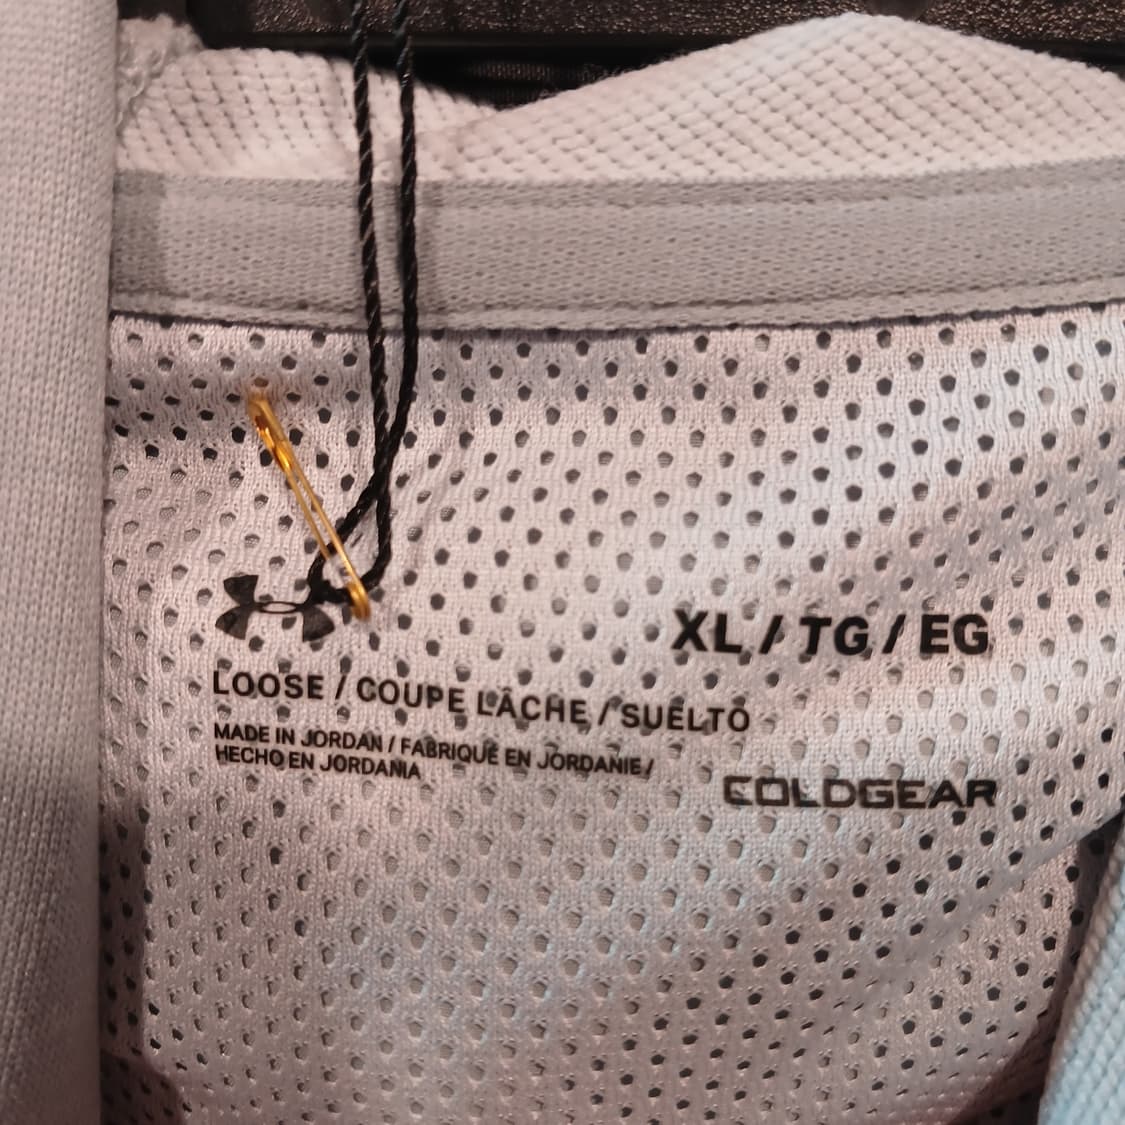 XL / TG / EG
LOOSE / COUPE LÂCHE / SUELTO
MADE IN JORDAN / FABRIQUÉ EN JORDANIE /
HECHO EN JORDANIA
COLDGEAR